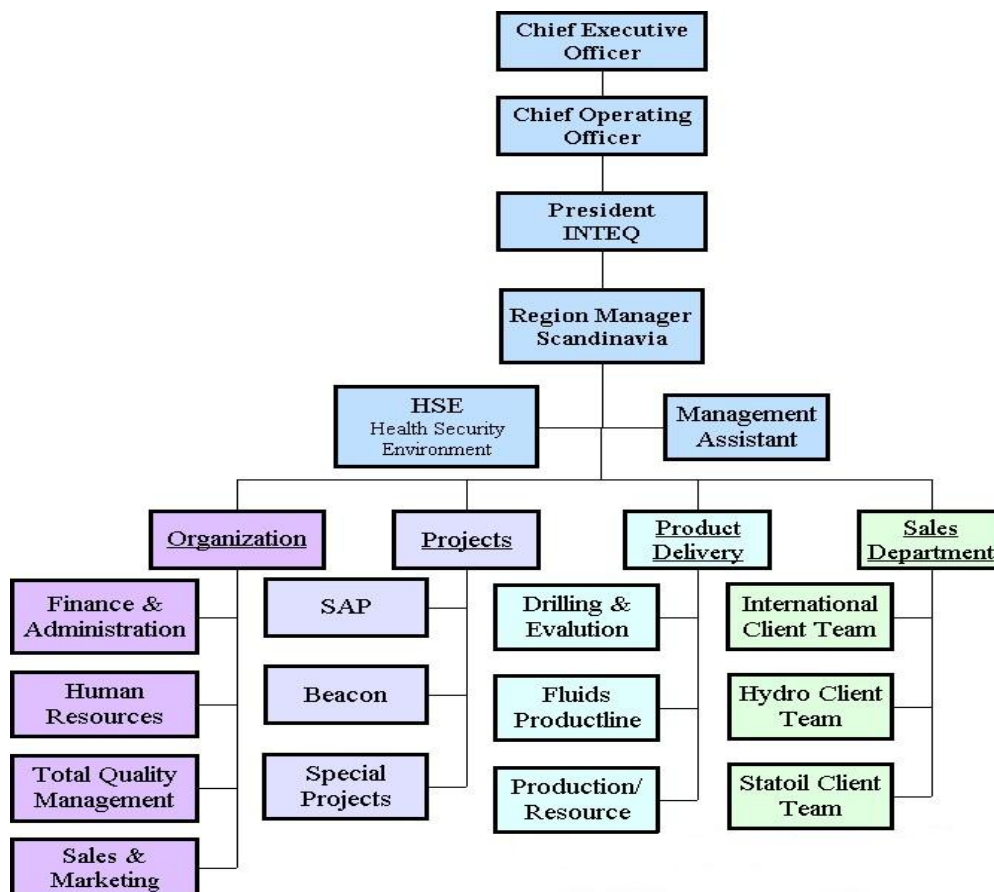 Chief Executive
Officer
Chief Operating
Officer
President
INTEQ
Region Manager
Scandinavia
HSE
Health Security
Environment
Management
Assistant
Organization
Projects
Product
Delivery
Sales
Department
Finance &
Administration
Human
Resources
Total Quality
Management
Sales &
Marketing
SAP
Beacon
Special
Projects
Drilling &
Evalution
Fluids
Productline
Production/
Resource
International
Client Team
Hydro Client
Team
Statoil Client
Team